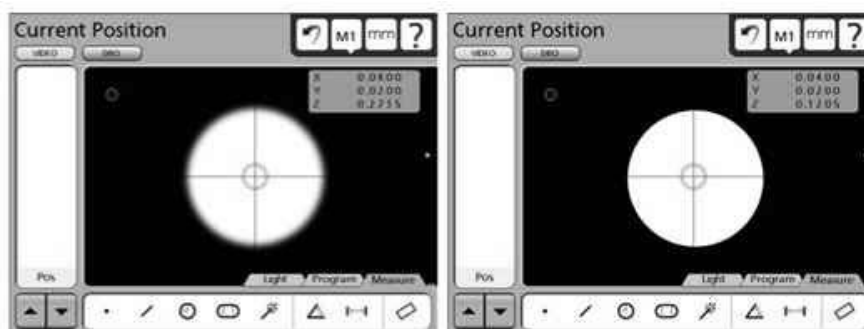 Current Position
M1 mm ?
VIDEO DRO
X 0.0400
Y 0.0200
Z 0.2755
Pos
Light Program Measure
Current Position
M1 mm ?
VIDEO DRO
X 0.0400
Y 0.0200
Z 0.1205
Pos
Light Program Measure